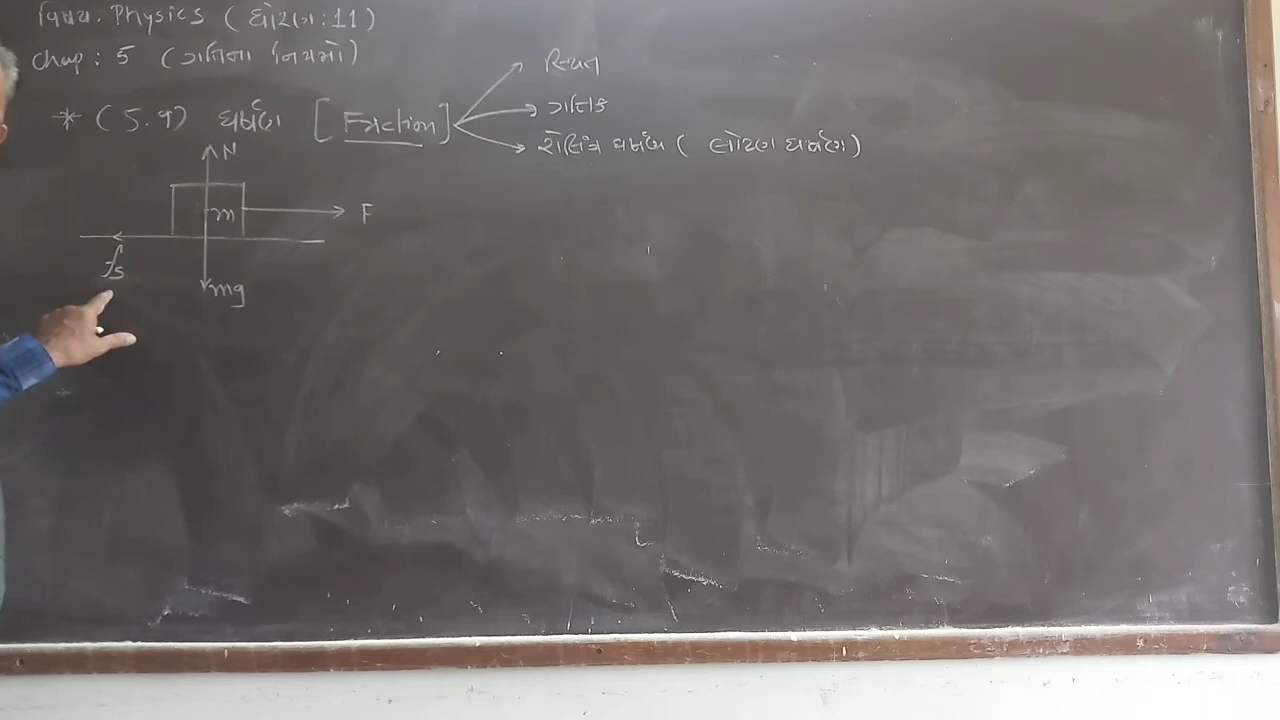 વિષય. Physics (ધોરણ : 11)
Chap : 5 (ગતિના નિયમો)
* (5.9) ઘર્ષણ [Friction]
સ્થિત
ગતિક
રોલિંગ ઘર્ષણ (લોટણ ઘર્ષણ)
N
m
F
fs
mg